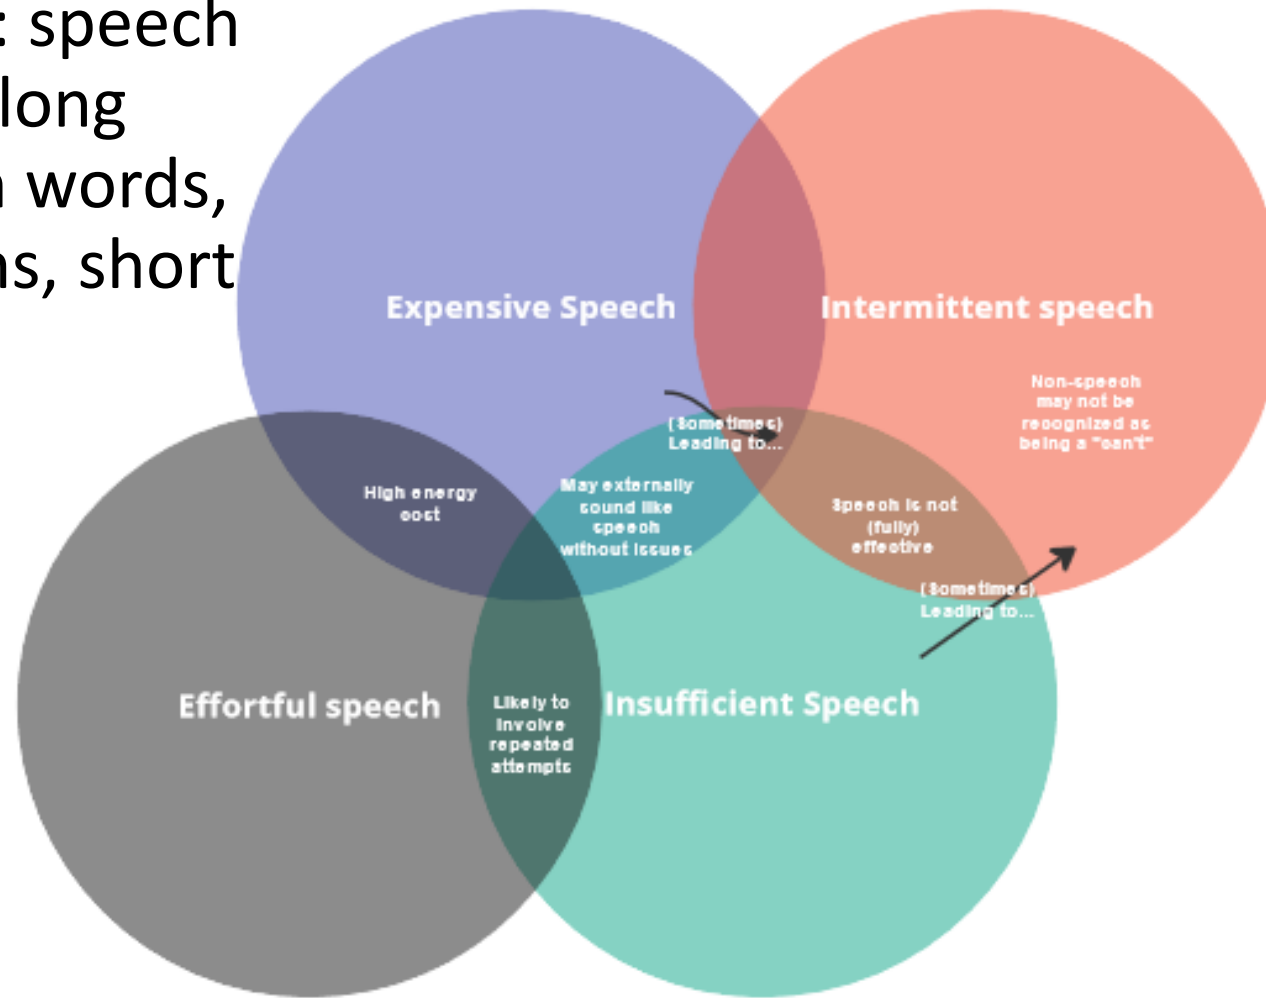 : speech
long
words,
ns, short
Expensive Speech
Intermittent speech
Non-speech
may not be
recognized as
being a "can't"
(Sometimes)
Leading to...
High energy
cost
May externally
sound like
speech
without issues
Speech is not
(fully)
effective
(Sometimes)
Leading to...
Effortful speech
Likely to
involve
repeated
attempts
Insufficient Speech